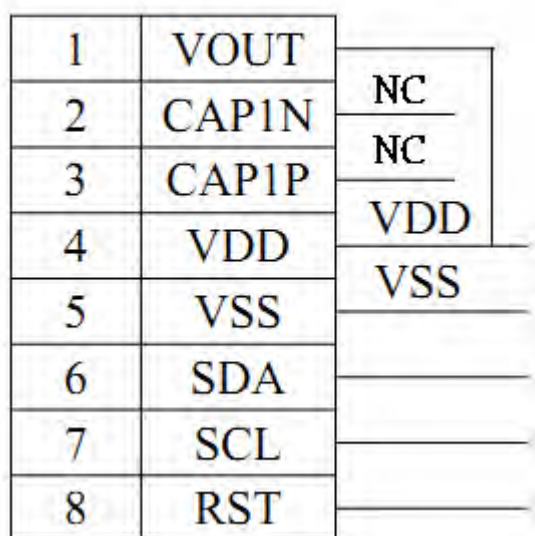 1 VOUT
NC
2 CAP1N
NC
3 CAP1P
VDD
4 VDD
VSS
5 VSS
6 SDA
7 SCL
8 RST